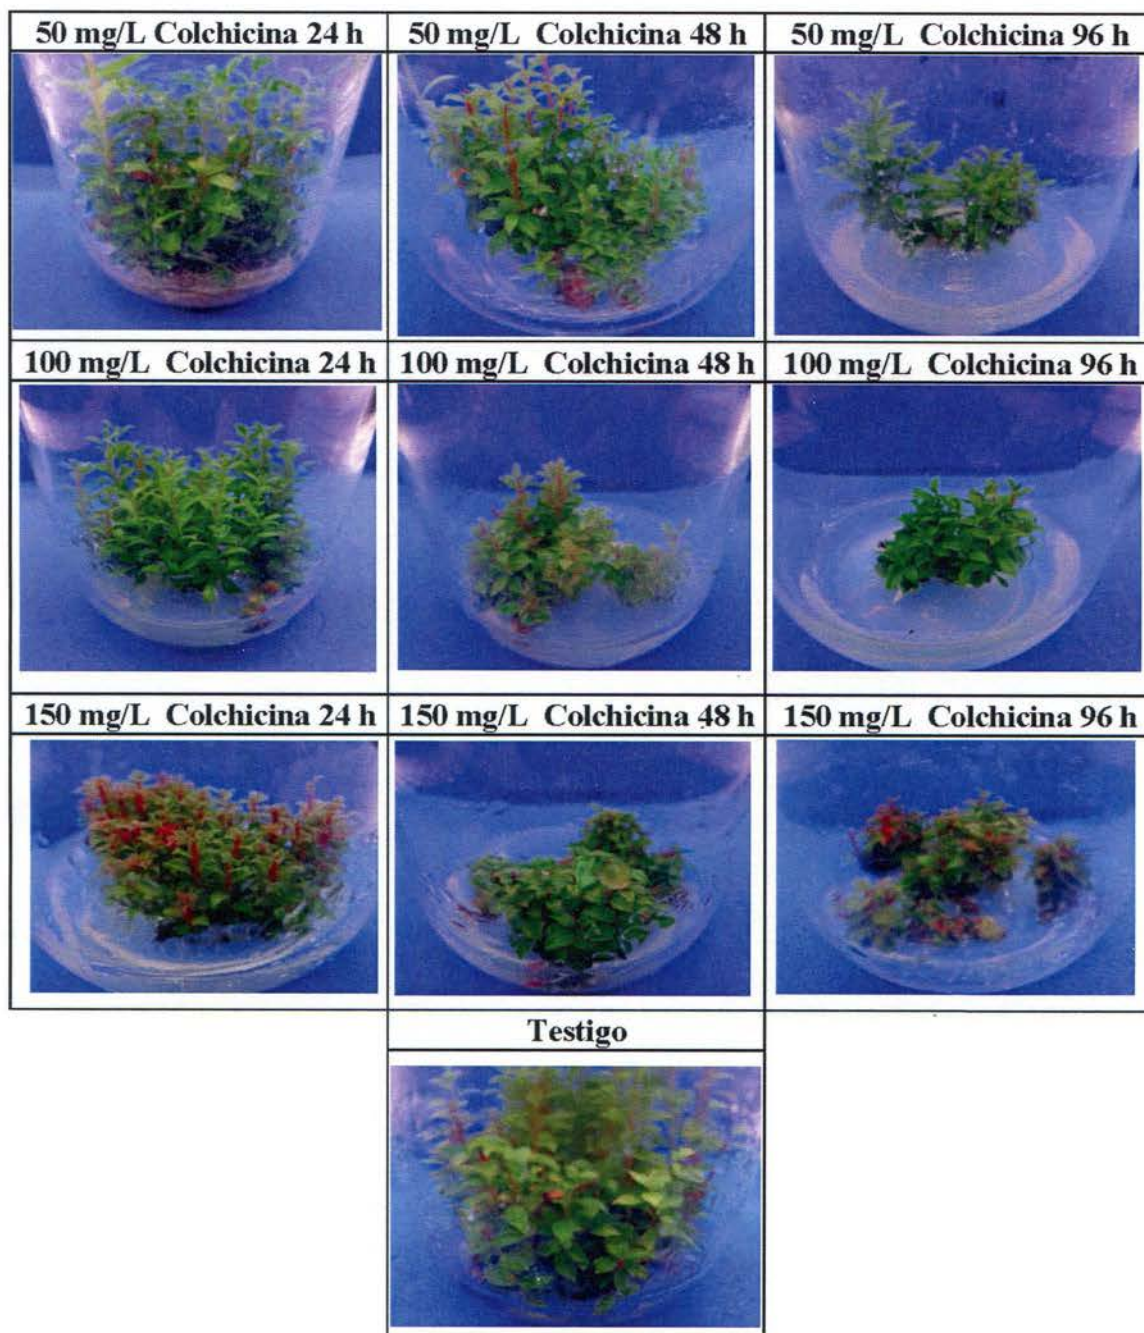 50 mg/L Colchicina 24 h
50 mg/L Colchicina 48 h
50 mg/L Colchicina 96 h
100 mg/L Colchicina 24 h
100 mg/L Colchicina 48 h
100 mg/L Colchicina 96 h
150 mg/L Colchicina 24 h
150 mg/L Colchicina 48 h
150 mg/L Colchicina 96 h
Testigo